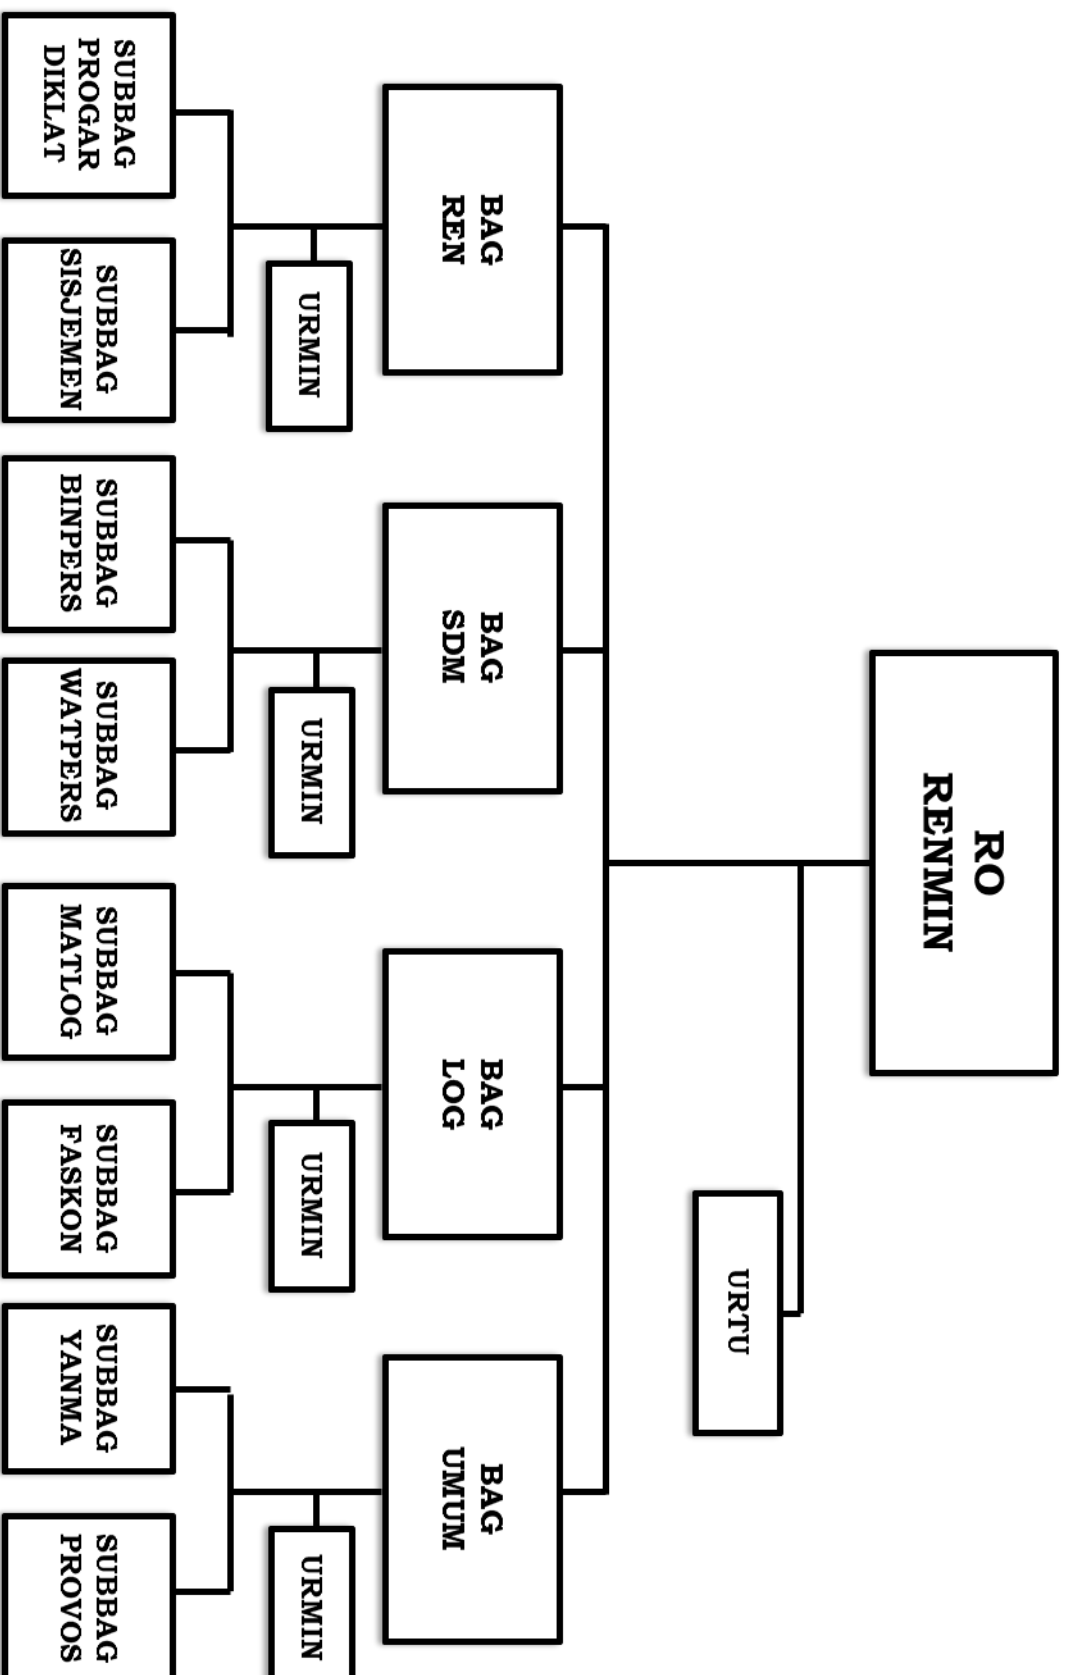 RO
RENMIN
URTU
BAG
REN
BAG
SDM
BAG
LOG
BAG
UMUM
URMIN
URMIN
URMIN
URMIN
SUBBAG
PROGAR
DIKLAT
SUBBAG
SISJEMEN
SUBBAG
BINPERS
SUBBAG
WATPERS
SUBBAG
MATLOG
SUBBAG
FASKON
SUBBAG
YANMA
SUBBAG
PROVOS